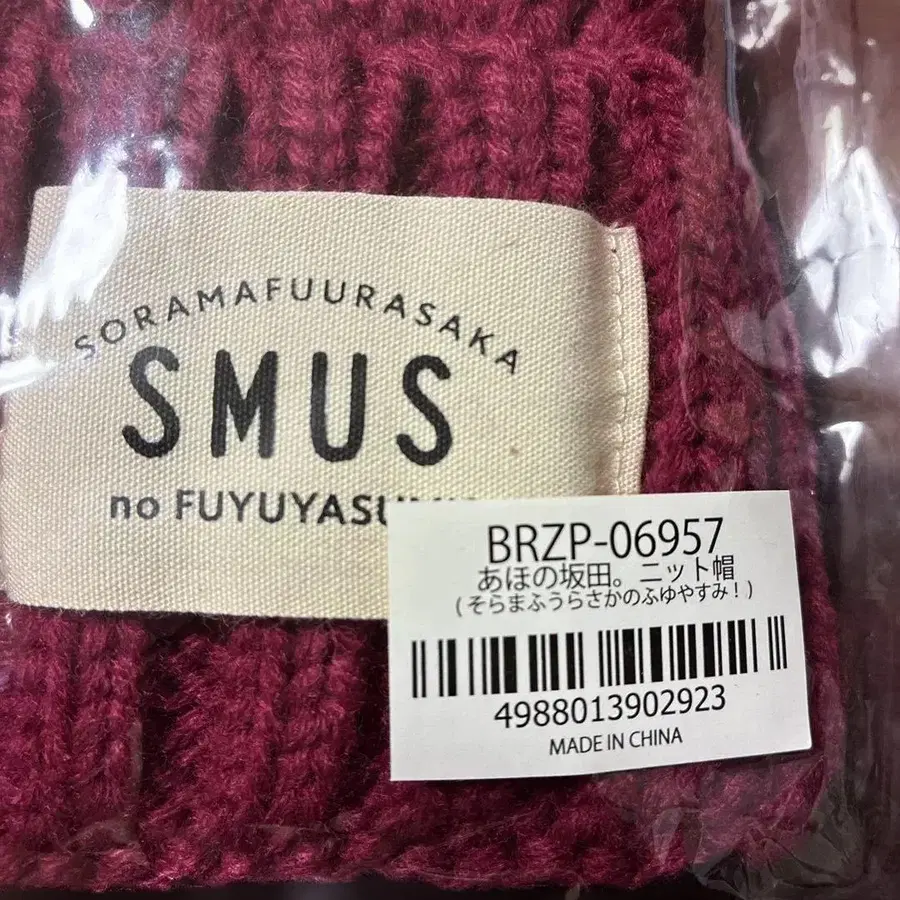 SORAMAFUURASAKA
SMUS
no
BRZP-06957
あほの坂田。ニット帽
(そらまふうらさかのふゆやすみ！)
4988013902923
MADE IN CHINA